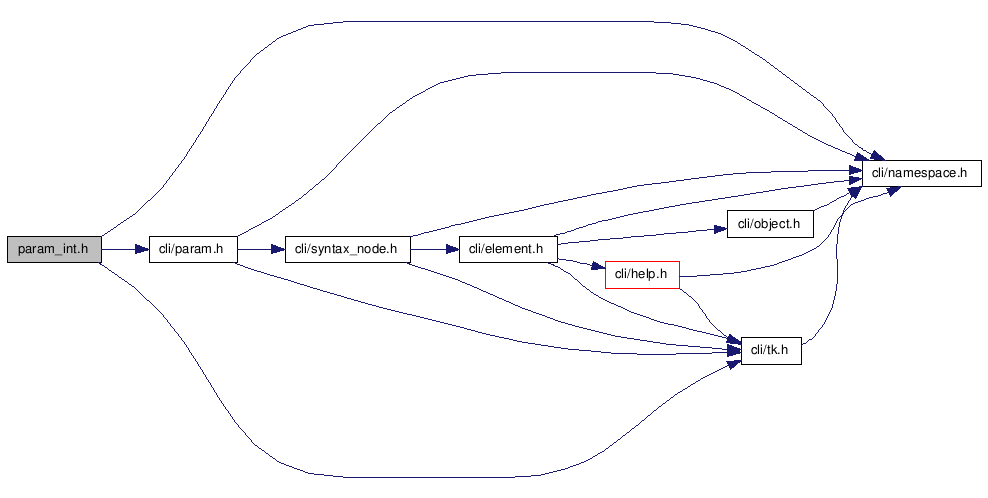 param_int.h
cli/param.h
cli/syntax_node.h
cli/element.h
cli/help.h
cli/object.h
cli/tk.h
cli/namespace.h